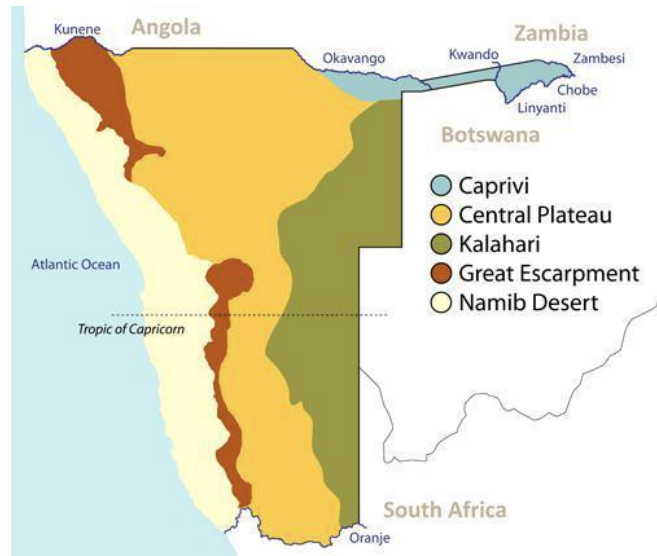 Kunene
Angola
Zambia
Okavango
Kwando
Zambesi
Chobe
Linyanti
Botswana
Caprivi
Central Plateau
Kalahari
Great Escarpment
Namib Desert
Atlantic Ocean
Tropic of Capricorn
South Africa
Oranje